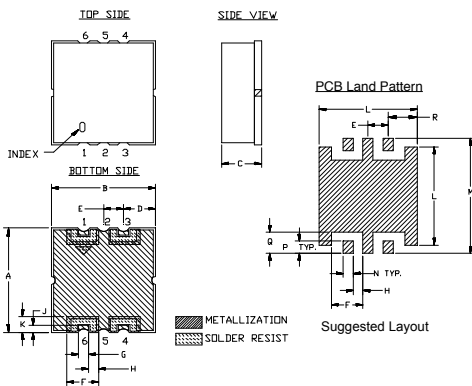 TOP SIDE
6 5 4
INDEX
1 2 3
SIDE VIEW
C
PCB Land Pattern
L
E
R
L
M
Q
P TYP.
N TYP.
H
F
Suggested Layout
BOTTOM SIDE
B
E
D
1 2 3
A
J
K
6 5 4
G
H
F
METALLIZATION
SOLDER RESIST